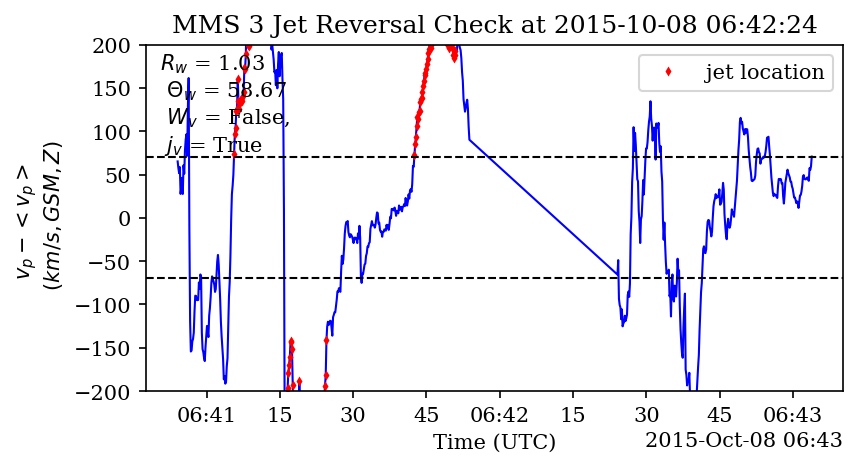 MMS 3 Jet Reversal Check at 2015-10-08 06:42:24
R_w = 1.03
Θ_w = 58.67
W_v = False,
j_v = True
jet location
v_p − < v_p >
(km/s, GSM, Z)
200
150
100
50
0
−50
−100
−150
−200
06:41 15 30 45 06:42 15 30 45 06:43
Time (UTC)
2015-Oct-08 06:43